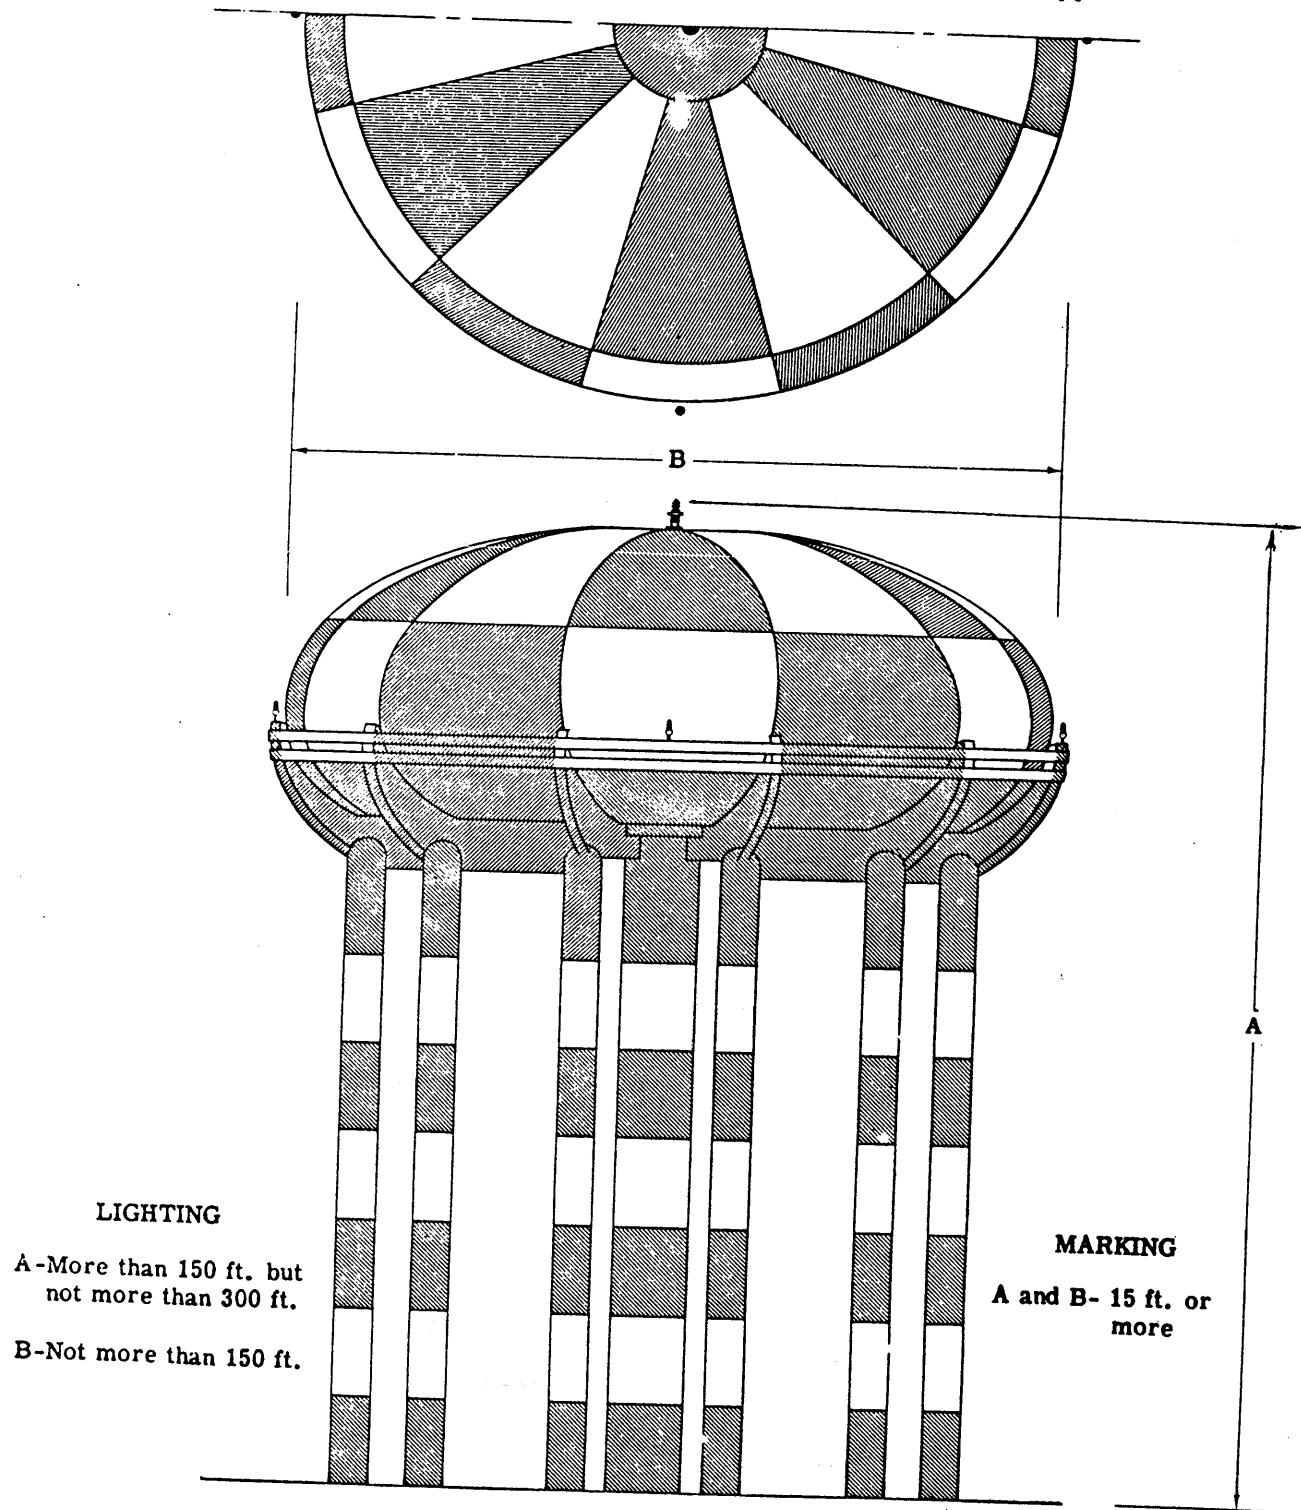 B
A
LIGHTING
A-More than 150 ft. but
not more than 300 ft.
B-Not more than 150 ft.
MARKING
A and B- 15 ft. or
more